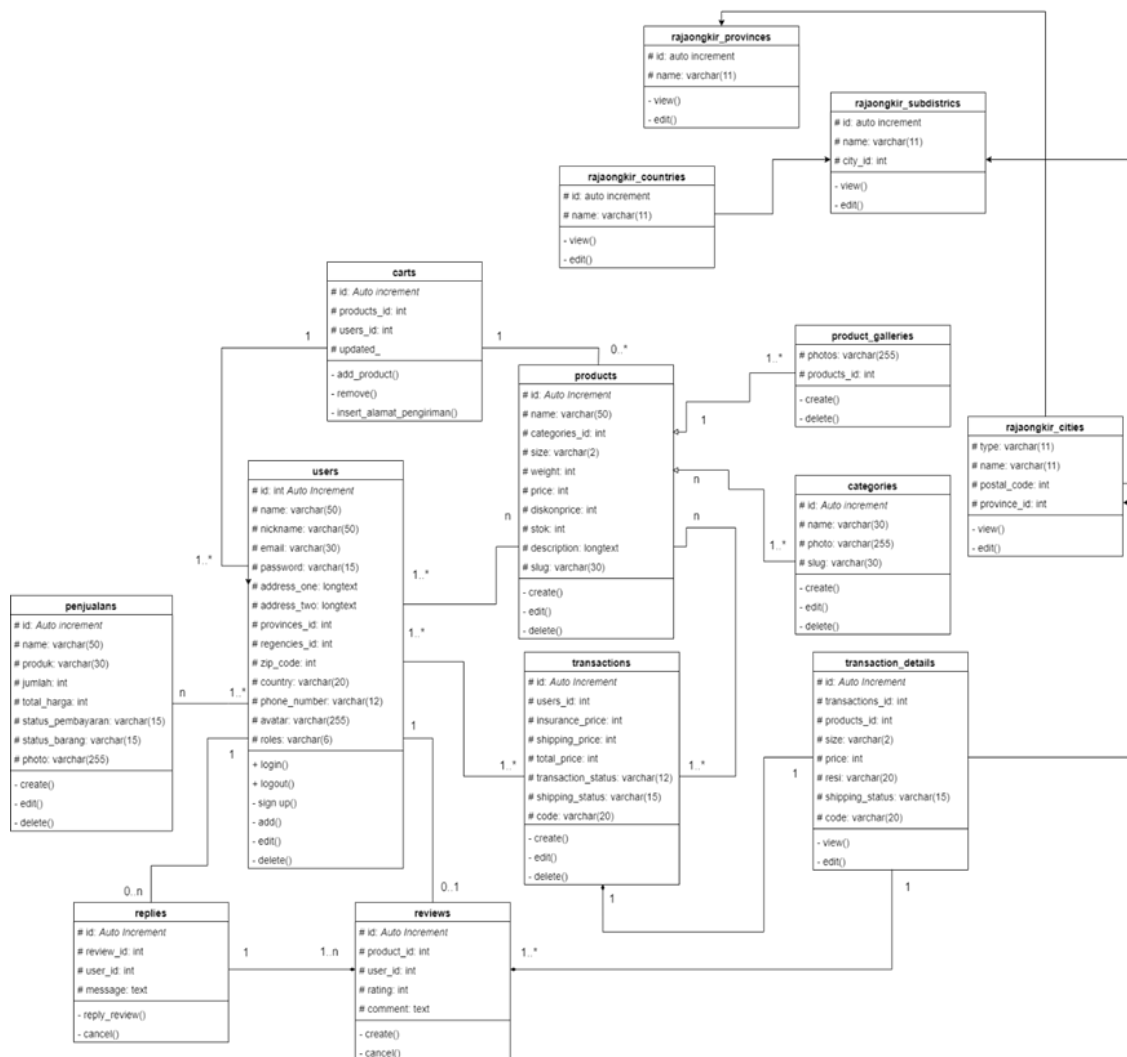 rajaongkir_provinces
# id: auto increment
# name: varchar(11)
- view()
- edit()
rajaongkir_subdistrics
# id: auto increment
# name: varchar(11)
# city_id: int
- view()
- edit()
rajaongkir_countries
# id: auto increment
# name: varchar(11)
- view()
- edit()
carts
# id: Auto increment
# products_id: int
# users_id: int
# updated_
- add_product()
- remove()
- insert_alamat_pengiriman()
1
1
0..*
1..*
products
# id: Auto Increment
# name: varchar(50)
# categories_id: int
# size: varchar(2)
# weight: int
# price: int
# diskonprice: int
# stok: int
# description: longtext
# slug: varchar(30)
- create()
- edit()
- delete()
product_galleries
# photos: varchar(255)
# products_id: int
- create()
- delete()
1..*
1
n
n
1..*
rajaongkir_cities
# type: varchar(11)
# name: varchar(11)
# postal_code: int
# province_id: int
- view()
- edit()
categories
# id: Auto increment
# name: varchar(30)
# photo: varchar(255)
# slug: varchar(30)
- create()
- edit()
- delete()
users
# id: int Auto Increment
# name: varchar(50)
# nickname: varchar(50)
# email: varchar(30)
# password: varchar(15)
# address_one: longtext
# address_two: longtext
# provinces_id: int
# regencies_id: int
# zip_code: int
# country: varchar(20)
# phone_number: varchar(12)
# avatar: varchar(255)
# roles: varchar(6)
+ login()
+ logout()
- sign up()
- add()
- edit()
- delete()
n
1..*
1..*
1..*
1..*
penjualans
# id: Auto increment
# name: varchar(50)
# produk: varchar(30)
# jumlah: int
# total_harga: int
# status_pembayaran: varchar(15)
# status_barang: varchar(15)
# photo: varchar(255)
- create()
- edit()
- delete()
n
1..*
1
1
transactions
# id: Auto Increment
# users_id: int
# insurance_price: int
# shipping_price: int
# total_price: int
# transaction_status: varchar(12)
# shipping_status: varchar(15)
# code: varchar(20)
- create()
- edit()
- delete()
transaction_details
# id: Auto Increment
# transactions_id: int
# products_id: int
# size: varchar(2)
# price: int
# resi: varchar(20)
# shipping_status: varchar(15)
# code: varchar(20)
- view()
- edit()
1
1
1
0..n
0..1
replies
# id: Auto Increment
# review_id: int
# user_id: int
# message: text
- reply_review()
- cancel()
1
1..n
reviews
# id: Auto Increment
# product_id: int
# user_id: int
# rating: int
# comment: text
- create()
- cancel()
1..*